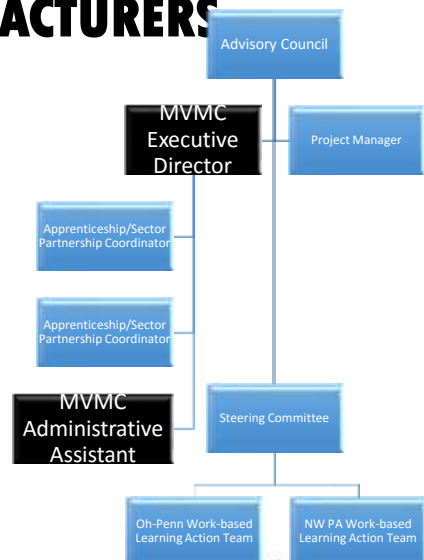 ACTURERS
Advisory Council
MVMC
Executive
Director
Project Manager
Apprenticeship/Sector
Partnership Coordinator
Apprenticeship/Sector
Partnership Coordinator
MVMC
Administrative
Assistant
Steering Committee
Oh-Penn Work-based
Learning Action Team
NW PA Work-based
Learning Action Team